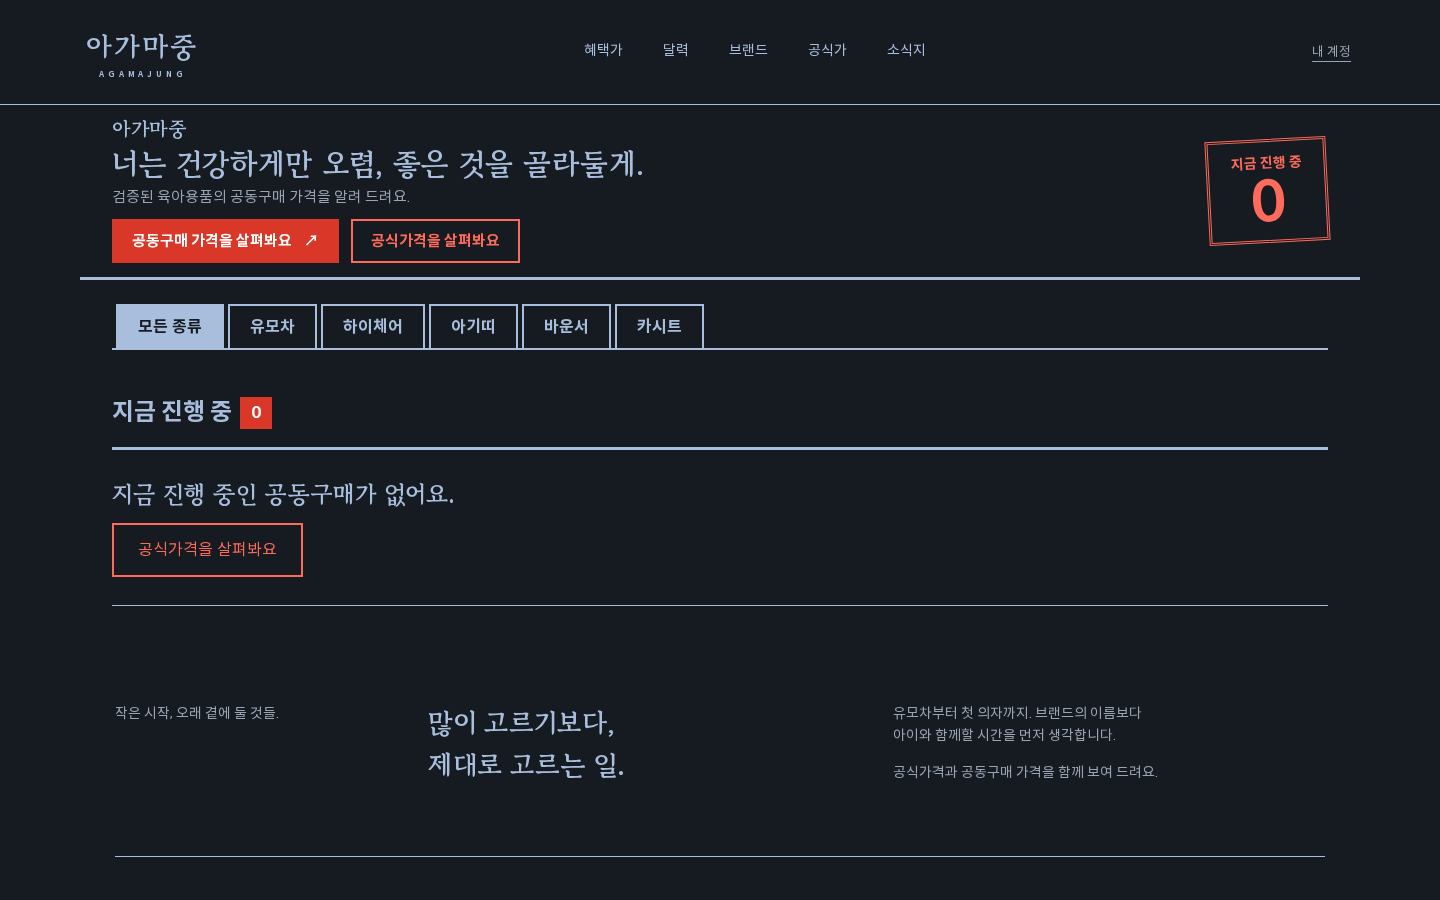 아가마중
AGAMAJUNG
혜택가
달력
브랜드
공식가
소식지
내 계정
아가마중
너는 건강하게만 오렴, 좋은 것을 골라둘게.
검증된 육아용품의 공동구매 가격을 알려 드려요.
공동구매 가격을 살펴봐요 ↗
공식가격을 살펴봐요
지금 진행 중
0
모든 종류
유모차
하이체어
아기띠
바운서
카시트
지금 진행 중 0
지금 진행 중인 공동구매가 없어요.
공식가격을 살펴봐요
작은 시작, 오래 곁에 둘 것들.
많이 고르기보다,
제대로 고르는 일.
유모차부터 첫 의자까지. 브랜드의 이름보다
아이와 함께할 시간을 먼저 생각합니다.
공식가격과 공동구매 가격을 함께 보여 드려요.